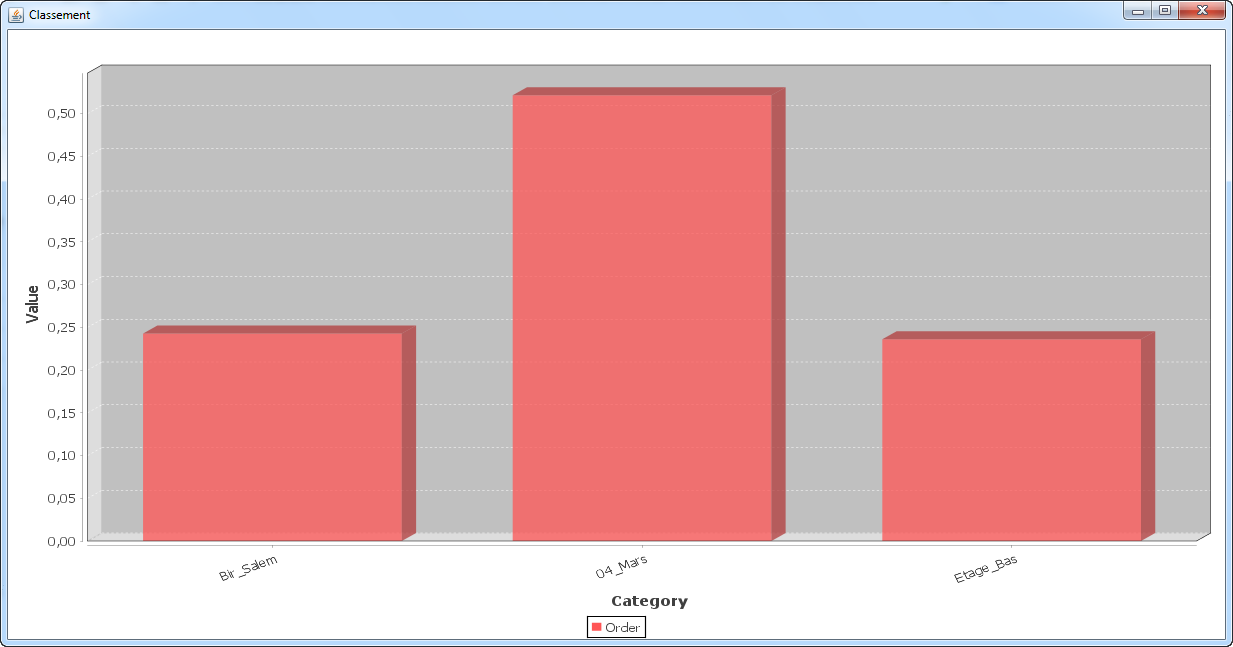 Classement
0,50
0,45
0,40
0,35
0,30
0,25
0,20
0,15
0,10
0,05
0,00
Value
Bir_Salem
04_Mars
Etage_Bas
Category
Order